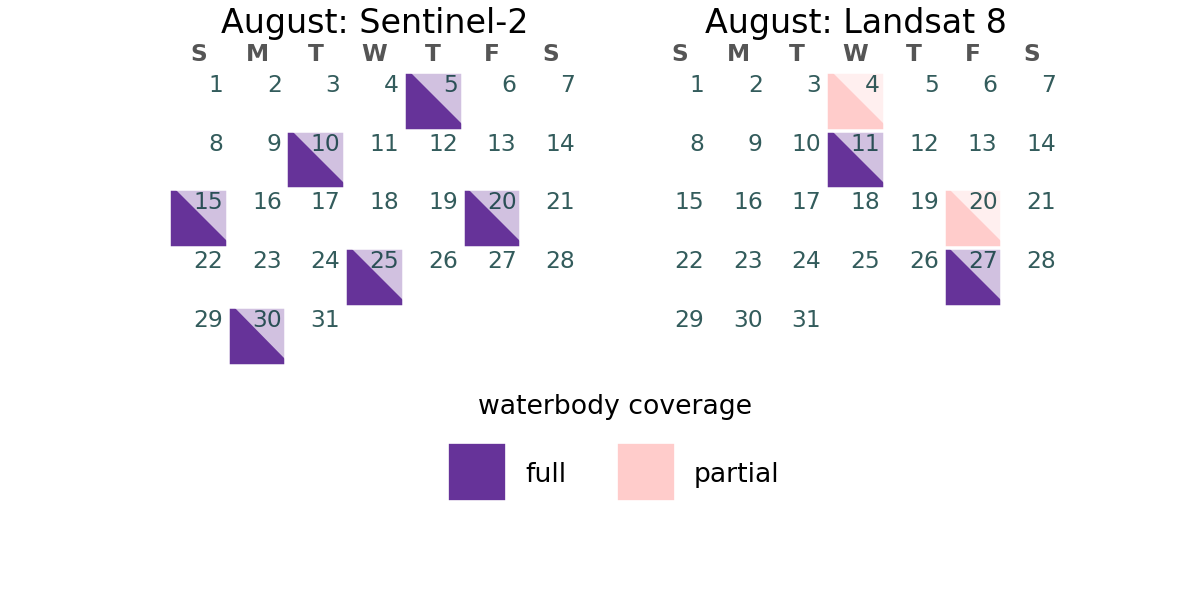 August: Sentinel-2
S M T W T F S
1 2 3 4 5 6 7
8 9 10 11 12 13 14
15 16 17 18 19 20 21
22 23 24 25 26 27 28
29 30 31
August: Landsat 8
S M T W T F S
1 2 3 4 5 6 7
8 9 10 11 12 13 14
15 16 17 18 19 20 21
22 23 24 25 26 27 28
29 30 31
waterbody coverage
full partial